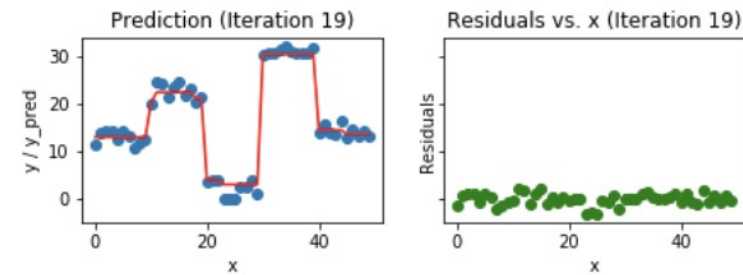 Prediction (Iteration 19)
y / y_pred
30
20
10
0
0
20
40
x
Residuals vs. x (Iteration 19)
Residuals
0
20
40
x